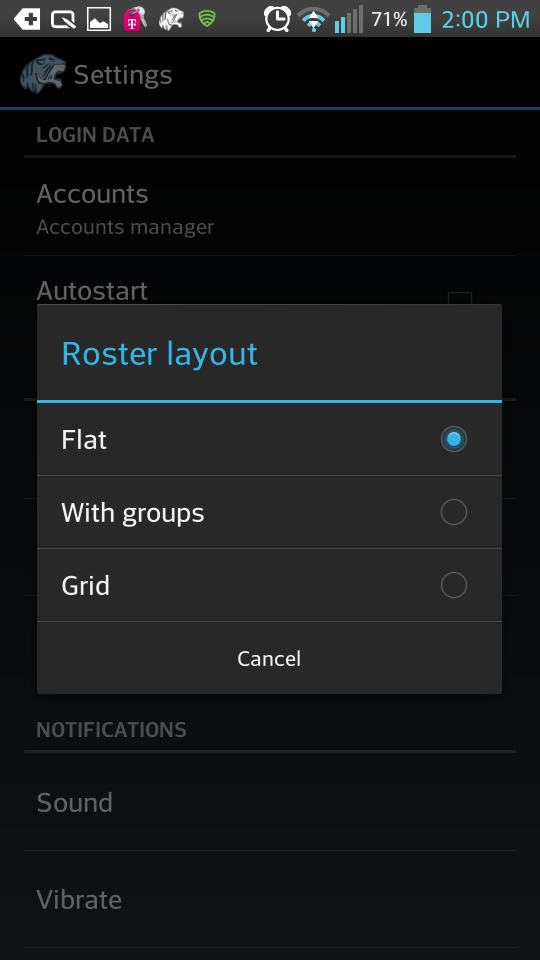 71% 2:00 PM
Settings
LOGIN DATA
Accounts
Accounts manager
Autostart
Roster layout
Flat
With groups
Grid
Cancel
NOTIFICATIONS
Sound
Vibrate